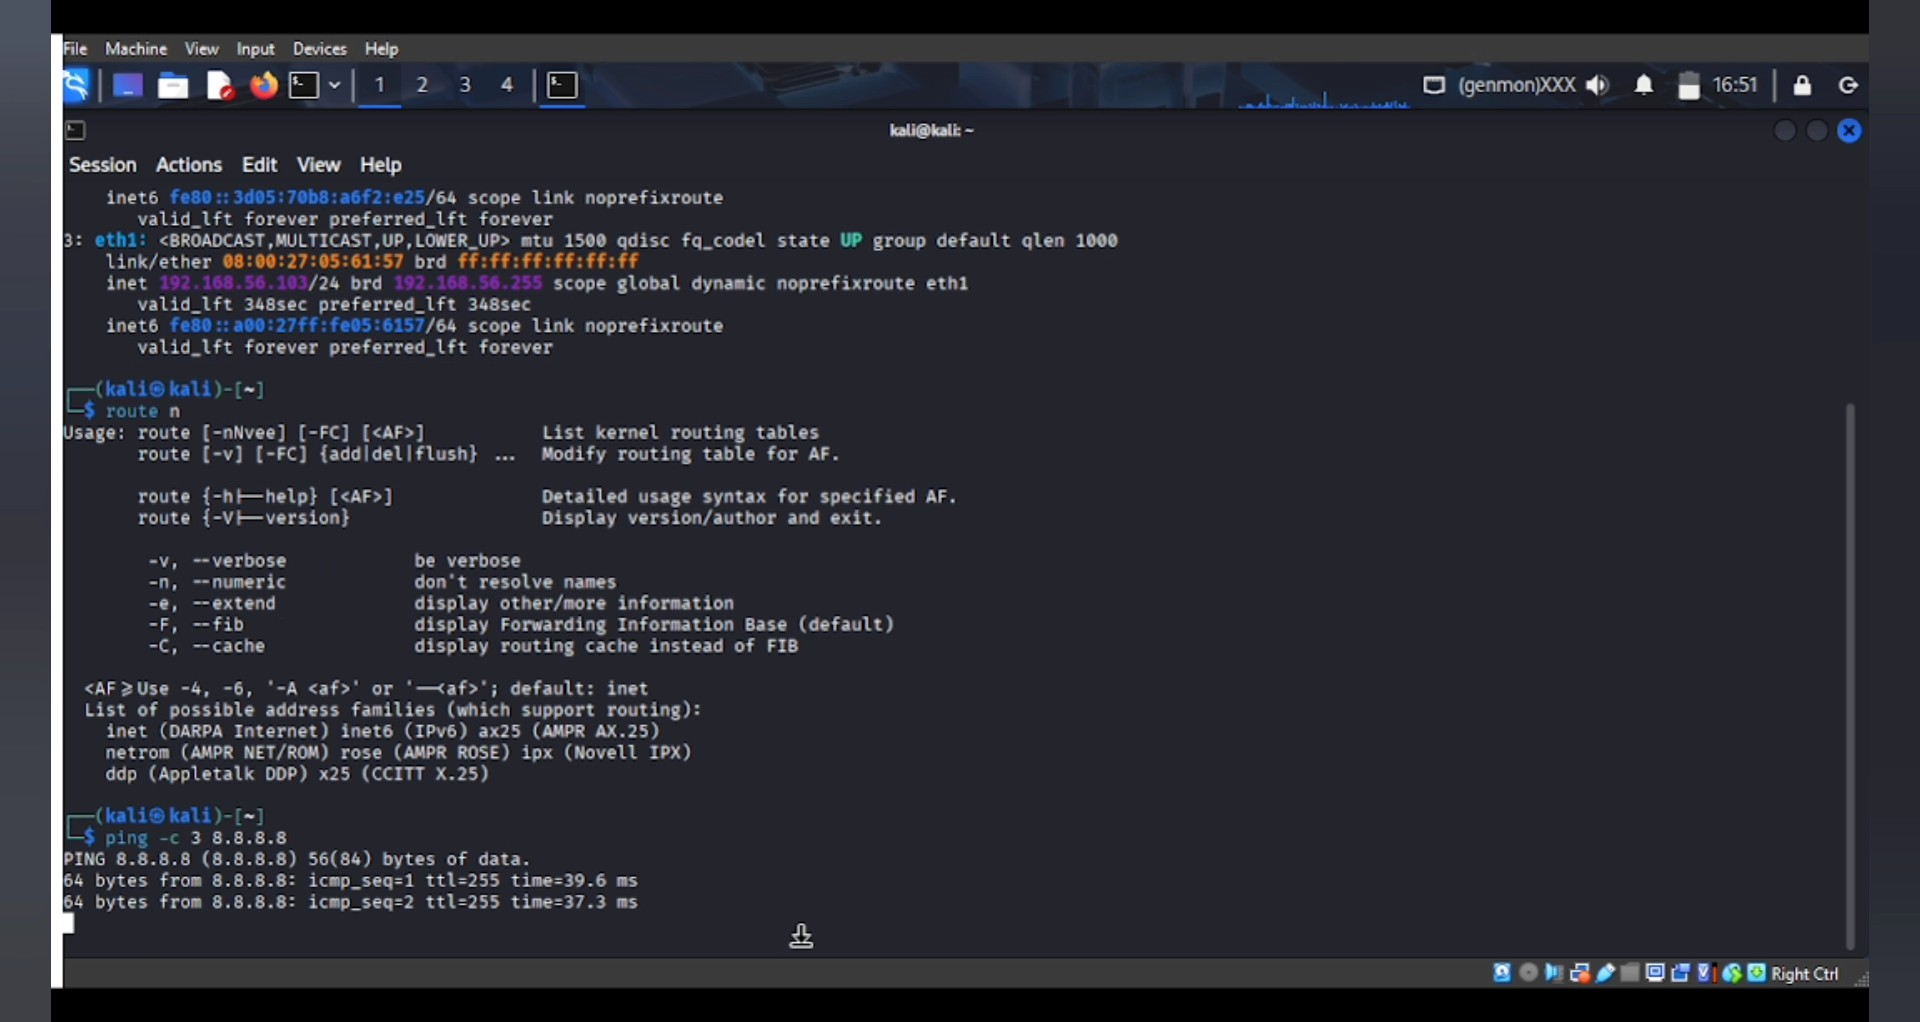 File Machine View Input Devices Help
1 2 3 4 (genmon)XXX 16:51
kali@kali: ~
Session Actions Edit View Help
inet6 fe80::3d05:70b8:a6f2:e25/64 scope link noprefixroute
valid_lft forever preferred_lft forever
3: eth1: <BROADCAST,MULTICAST,UP,LOWER_UP> mtu 1500 qdisc fq_codel state UP group default qlen 1000
link/ether 08:00:27:05:61:57 brd ff:ff:ff:ff:ff:ff
inet 192.168.56.103/24 brd 192.168.56.255 scope global dynamic noprefixroute eth1
valid_lft 348sec preferred_lft 348sec
inet6 fe80::a00:27ff:fe05:6157/64 scope link noprefixroute
valid_lft forever preferred_lft forever
┌──(kali㉿kali)-[~]
└─$ route n
Usage: route [-nNvee] [-FC] [<AF>] List kernel routing tables
route [-v] [-FC] {add|del|flush} ... Modify routing table for AF.
route {-h|--help} [<AF>] Detailed usage syntax for specified AF.
route {-V|--version} Display version/author and exit.
-v, --verbose be verbose
-n, --numeric don't resolve names
-e, --extend display other/more information
-F, --fib display Forwarding Information Base (default)
-C, --cache display routing cache instead of FIB
<AF>=Use -4, -6, '-A <af>' or '--<af>'; default: inet
List of possible address families (which support routing):
inet (DARPA Internet) inet6 (IPv6) ax25 (AMPR AX.25)
netrom (AMPR NET/ROM) rose (AMPR ROSE) ipx (Novell IPX)
ddp (Appletalk DDP) x25 (CCITT X.25)
┌──(kali㉿kali)-[~]
└─$ ping -c 3 8.8.8.8
PING 8.8.8.8 (8.8.8.8) 56(84) bytes of data.
64 bytes from 8.8.8.8: icmp_seq=1 ttl=255 time=39.6 ms
64 bytes from 8.8.8.8: icmp_seq=2 ttl=255 time=37.3 ms
Right Ctrl